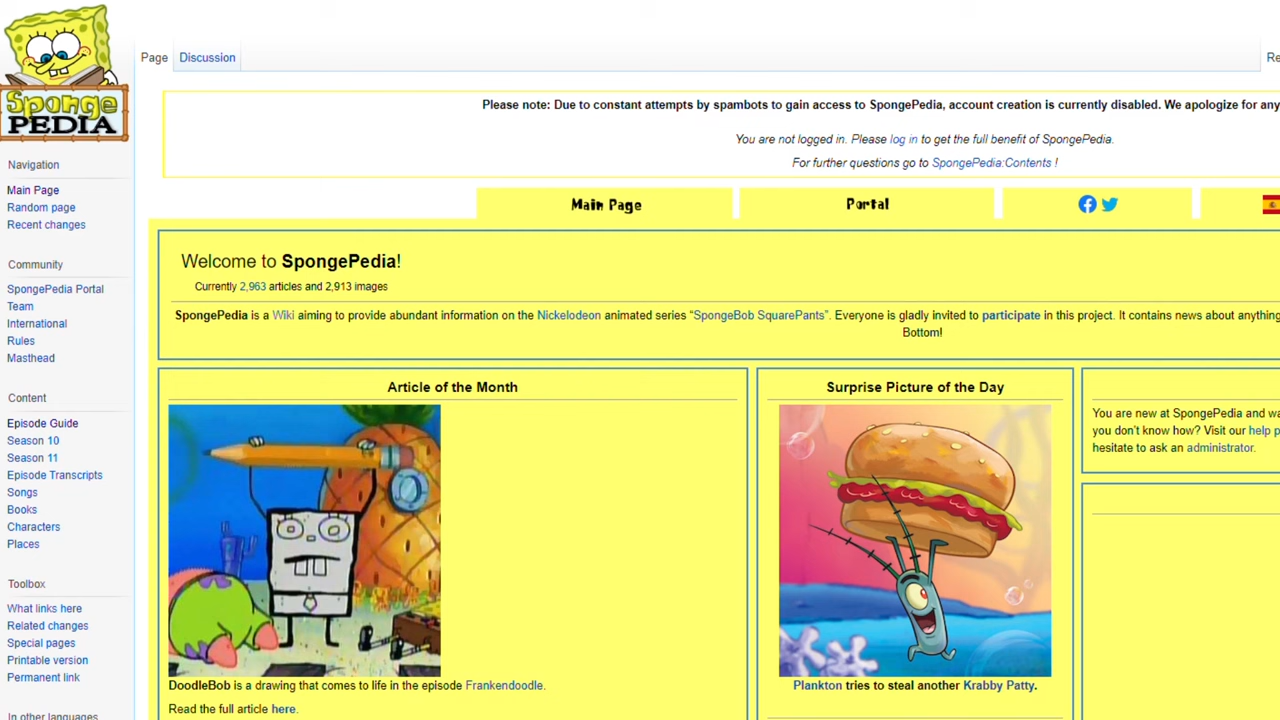 Sponge
PEDIA
Page
Discussion
Re
Please note: Due to constant attempts by spambots to gain access to SpongePedia, account creation is currently disabled. We apologize for any
You are not logged in. Please log in to get the full benefit of SpongePedia.
For further questions go to SpongePedia:Contents !
Main Page
Portal
Welcome to SpongePedia!
Currently 2,963 articles and 2,913 images
SpongePedia is a Wiki aiming to provide abundant information on the Nickelodeon animated series “SpongeBob SquarePants”. Everyone is gladly invited to participate in this project. It contains news about anything
Bottom!
Navigation
Main Page
Random page
Recent changes
Community
SpongePedia Portal
Team
International
Rules
Masthead
Content
Episode Guide
Season 10
Season 11
Episode Transcripts
Songs
Books
Characters
Places
Toolbox
What links here
Related changes
Special pages
Printable version
Permanent link
In other languages
Article of the Month
DoodleBob is a drawing that comes to life in the episode Frankendoodle.
Read the full article here.
Surprise Picture of the Day
Plankton tries to steal another Krabby Patty.
You are new at SpongePedia and wa
you don’t know how? Visit our help p
hesitate to ask an administrator.